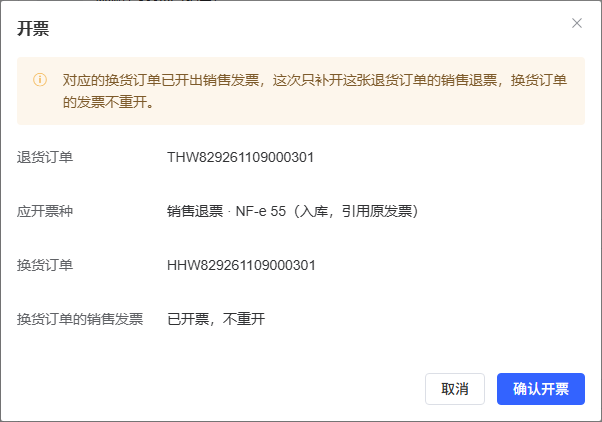 开票
对应的换货订单已开出销售发票，这次只补开这张退货订单的销售退票，换货订单
的发票不重开。
退货订单 THW829261109000301
应开票种 销售退票 · NF-e 55（入库，引用原发票）
换货订单 HHW829261109000301
换货订单的销售发票 已开票，不重开
取消 确认开票